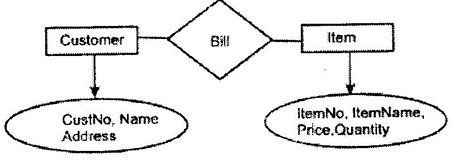 Customer
Bill
Item
CustNo, Name
Address
ItemNo, ItemName,
Price,Quantity